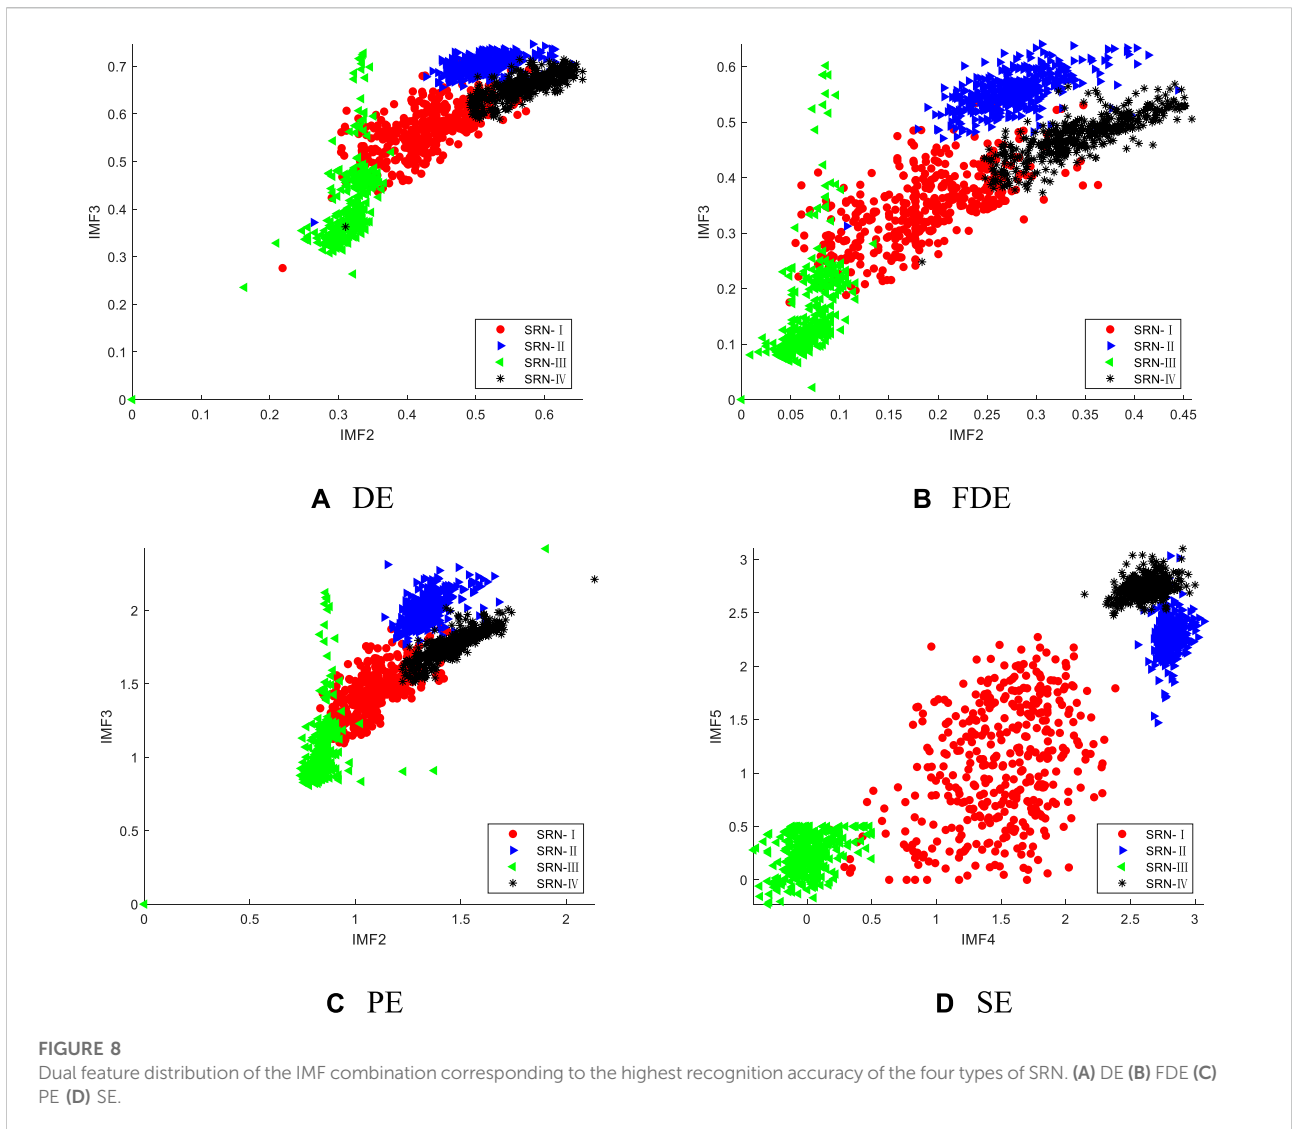 0.7
0.6
0.5
0.4
0.3
0.2
0.1
0
IMF3
0
0.1
0.2
0.3
0.4
0.5
0.6
IMF2
SRN-Ⅰ
SRN-Ⅱ
SRN-Ⅲ
SRN-Ⅳ
A DE
0.6
0.5
0.4
0.3
0.2
0.1
0
IMF3
0
0.05
0.1
0.15
0.2
0.25
0.3
0.35
0.4
0.45
IMF2
SRN-Ⅰ
SRN-Ⅱ
SRN-Ⅲ
SRN-Ⅳ
B FDE
2
1.5
1
0.5
0
IMF3
0
0.5
1
1.5
2
IMF2
SRN-Ⅰ
SRN-Ⅱ
SRN-Ⅲ
SRN-Ⅳ
C PE
3
2.5
2
1.5
1
0.5
0
IMF5
0
0.5
1
1.5
2
2.5
3
IMF4
SRN-Ⅰ
SRN-Ⅱ
SRN-Ⅲ
SRN-Ⅳ
D SE
FIGURE 8
Dual feature distribution of the IMF combination corresponding to the highest recognition accuracy of the four types of SRN. (A) DE (B) FDE (C)
PE (D) SE.